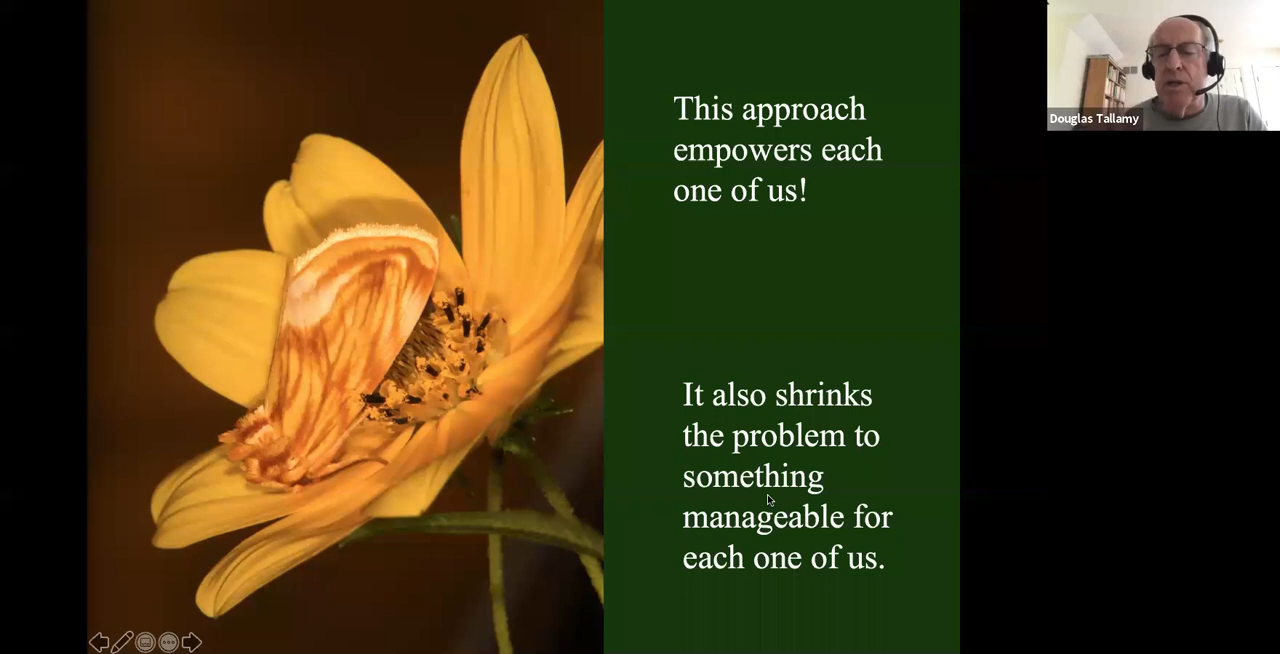 This approach
empowers each
one of us!
It also shrinks
the problem to
something
manageable for
each one of us.
Douglas Tallamy